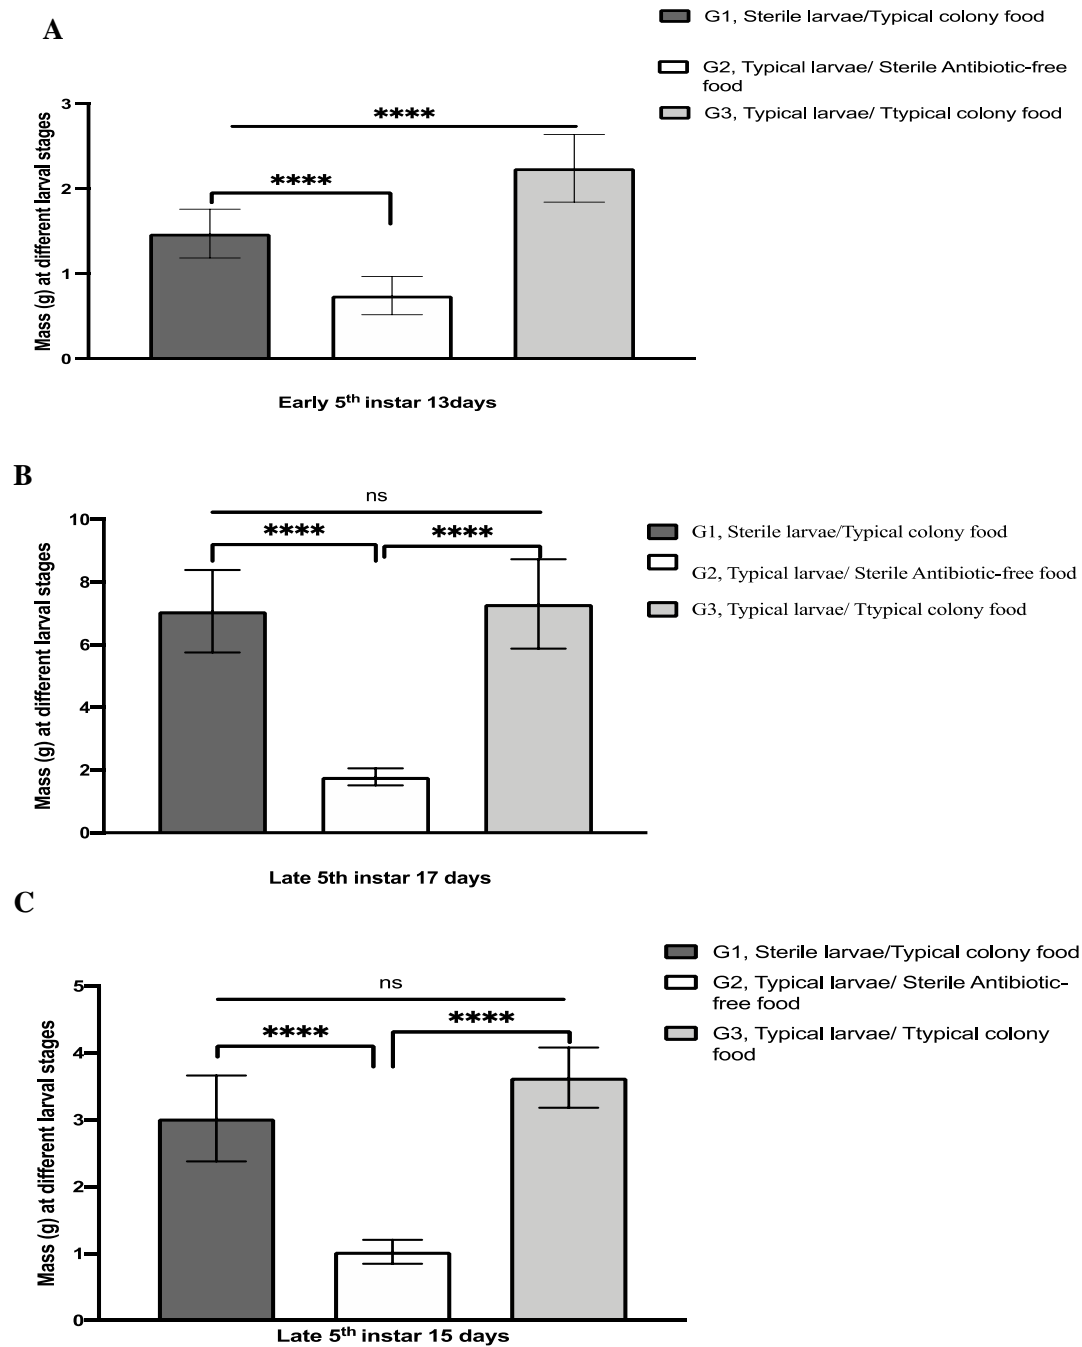 A
G1, Sterile larvae/Typical colony food
G2, Typical larvae/ Sterile Antibiotic-free
food
G3, Typical larvae/ Ttypical colony food
Mass (g) at different larval stages
3
2
1
0
****
****
Early 5th instar 13days
B
G1, Sterile larvae/Typical colony food
G2, Typical larvae/ Sterile Antibiotic-free food
G3, Typical larvae/ Ttypical colony food
Mass (g) at different larval stages
10
8
6
4
2
0
ns
****
****
Late 5th instar 17 days
C
G1, Sterile larvae/Typical colony food
G2, Typical larvae/ Sterile Antibiotic-
free food
G3, Typical larvae/ Ttypical colony
food
Mass (g) at different larval stages
5
4
3
2
1
0
ns
****
****
Late 5th instar 15 days